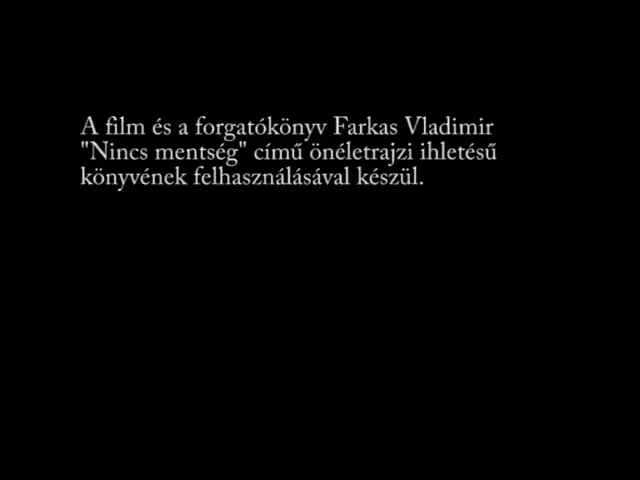 A film és a forgatókönyv Farkas Vladimir
"Nincs mentség" című önéletrajzi ihletésű
könyvének felhasználásával készül.